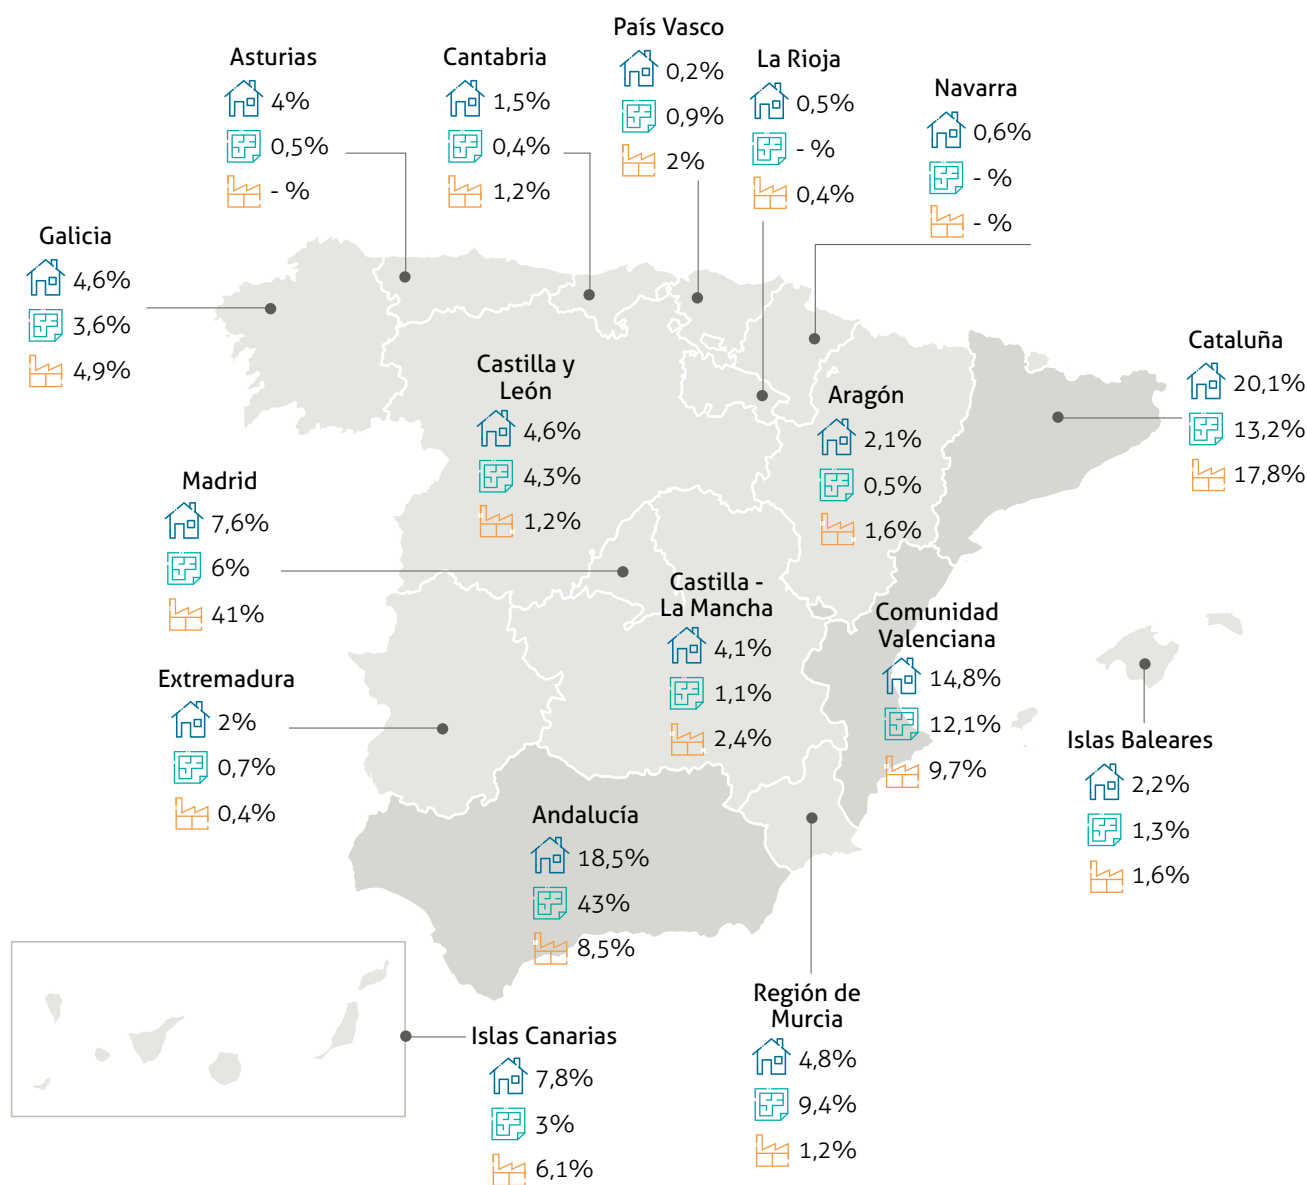 País Vasco
0,2%
0,9%
2%
Asturias
4%
0,5%
- %
Cantabria
1,5%
0,4%
1,2%
La Rioja
0,5%
- %
0,4%
Navarra
0,6%
- %
- %
Galicia
4,6%
3,6%
4,9%
Cataluña
20,1%
13,2%
17,8%
Castilla y
León
4,6%
4,3%
1,2%
Aragón
2,1%
0,5%
1,6%
Madrid
7,6%
6%
41%
Castilla -
La Mancha
4,1%
1,1%
2,4%
Comunidad
Valenciana
14,8%
12,1%
9,7%
Extremadura
2%
0,7%
0,4%
Islas Baleares
2,2%
1,3%
1,6%
Andalucía
18,5%
43%
8,5%
Región de
Murcia
4,8%
9,4%
1,2%
Islas Canarias
7,8%
3%
6,1%